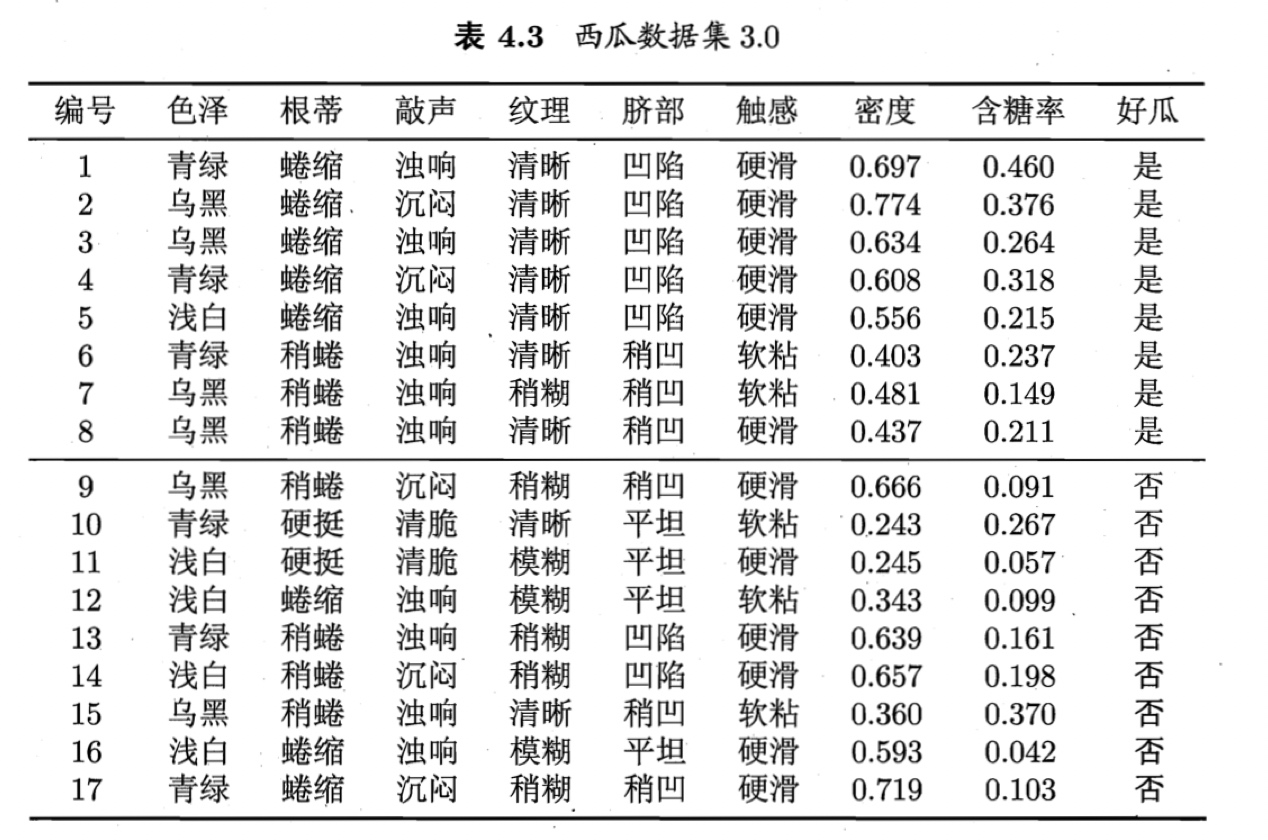 表 4.3 西瓜数据集 3.0
编号 色泽 根蒂 敲声 纹理 脐部 触感 密度 含糖率 好瓜
1 青绿 蜷缩 浊响 清晰 凹陷 硬滑 0.697 0.460 是
2 乌黑 蜷缩 沉闷 清晰 凹陷 硬滑 0.774 0.376 是
3 乌黑 蜷缩 浊响 清晰 凹陷 硬滑 0.634 0.264 是
4 青绿 蜷缩 沉闷 清晰 凹陷 硬滑 0.608 0.318 是
5 浅白 蜷缩 浊响 清晰 凹陷 硬滑 0.556 0.215 是
6 青绿 稍蜷 浊响 清晰 稍凹 软粘 0.403 0.237 是
7 乌黑 稍蜷 浊响 稍糊 稍凹 软粘 0.481 0.149 是
8 乌黑 稍蜷 浊响 清晰 稍凹 硬滑 0.437 0.211 是
9 乌黑 稍蜷 沉闷 稍糊 稍凹 硬滑 0.666 0.091 否
10 青绿 硬挺 清脆 清晰 平坦 软粘 0.243 0.267 否
11 浅白 硬挺 清脆 模糊 平坦 硬滑 0.245 0.057 否
12 浅白 蜷缩 浊响 模糊 平坦 软粘 0.343 0.099 否
13 青绿 稍蜷 浊响 稍糊 凹陷 硬滑 0.639 0.161 否
14 浅白 稍蜷 沉闷 稍糊 凹陷 硬滑 0.657 0.198 否
15 乌黑 稍蜷 浊响 清晰 稍凹 软粘 0.360 0.370 否
16 浅白 蜷缩 浊响 模糊 平坦 硬滑 0.593 0.042 否
17 青绿 蜷缩 沉闷 稍糊 稍凹 硬滑 0.719 0.103 否